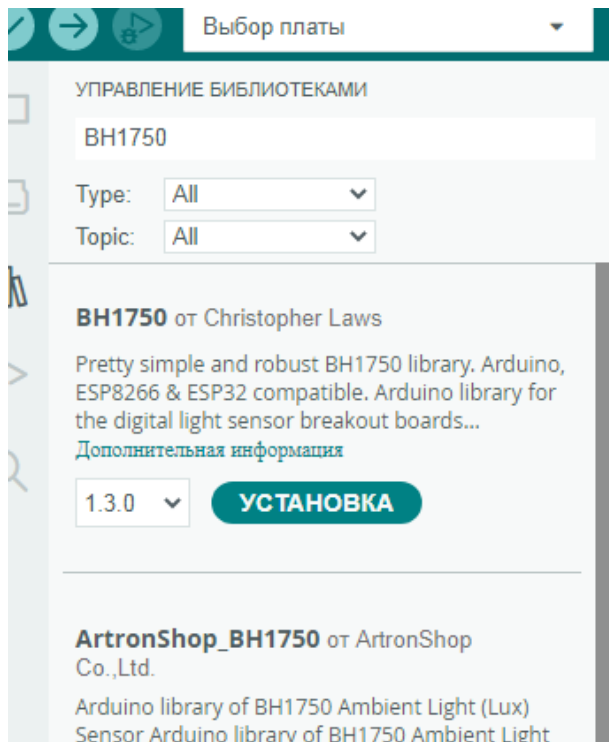 Выбор платы
УПРАВЛЕНИЕ БИБЛИОТЕКАМИ
BH1750
Type: All
Topic: All
BH1750 от Christopher Laws
Pretty simple and robust BH1750 library. Arduino,
ESP8266 & ESP32 compatible. Arduino library for
the digital light sensor breakout boards...
Дополнительная информация
1.3.0 УСТАНОВКА
ArtronShop_BH1750 от ArtronShop
Co.,Ltd.
Arduino library of BH1750 Ambient Light (Lux)
Sensor Arduino library of BH1750 Ambient Light